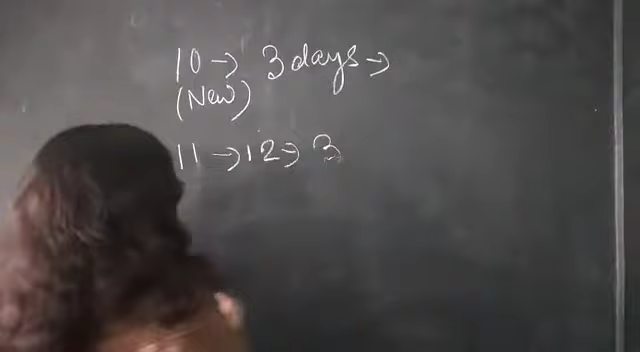 10 → 3 days →
(New)
11 → 12 → 3